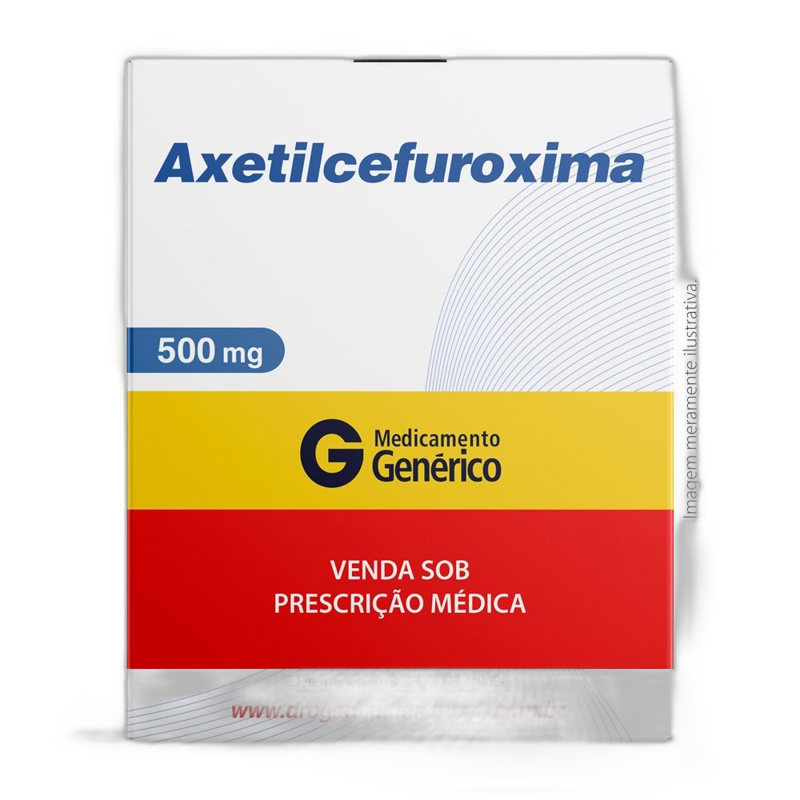 Axetilcefuroxima
500 mg
Medicamento
Genérico
VENDA SOB
PRESCRIÇÃO MÉDICA
Imagem meramente ilustrativa.